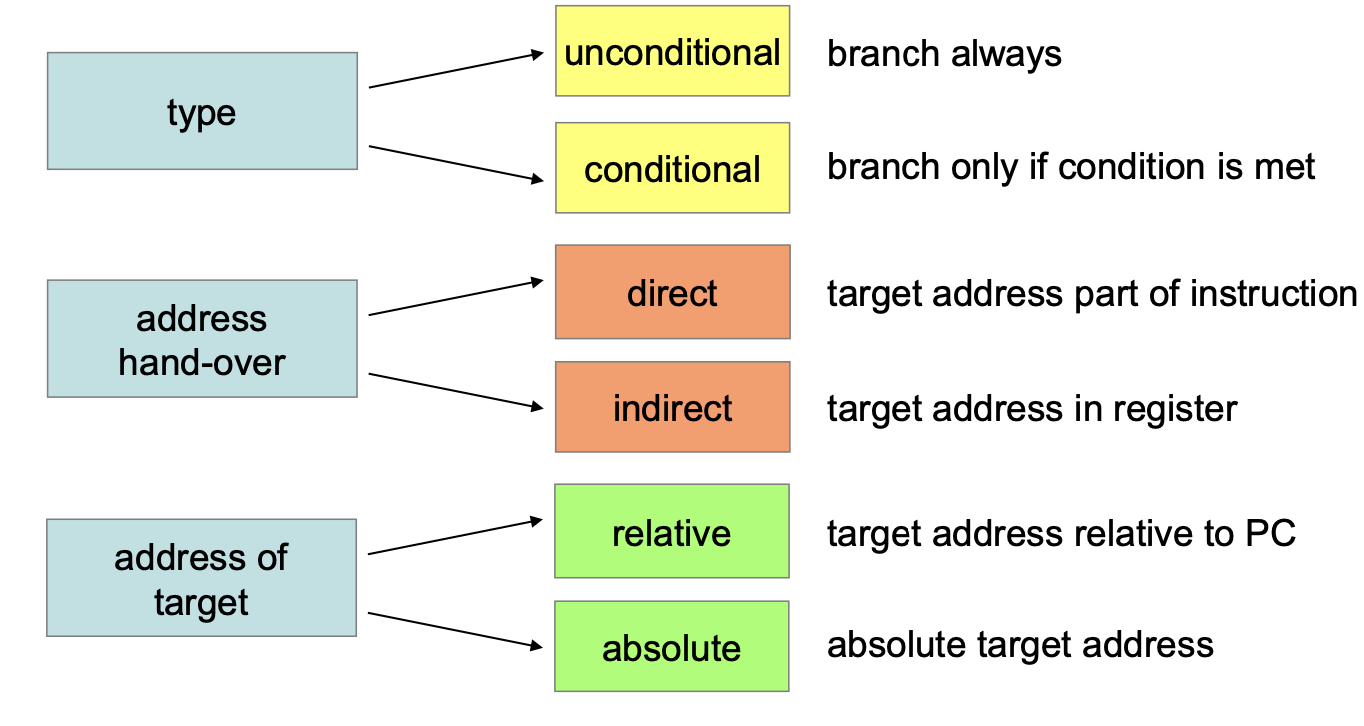 type
unconditional
branch always
conditional
branch only if condition is met
address
hand-over
direct
target address part of instruction
indirect
target address in register
address of
target
relative
target address relative to PC
absolute
absolute target address